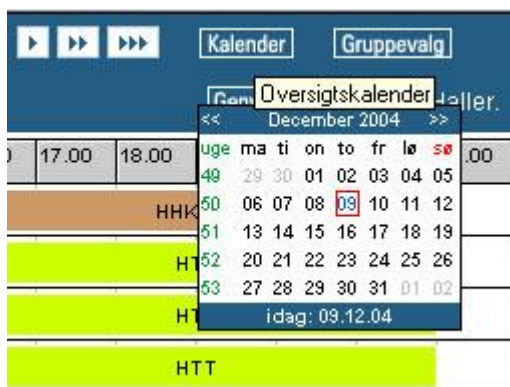 Kalender Gruppevalg
Oversigtskalender
Haller.
<< December 2004 >>
17.00 18.00 .00
uge ma ti on to fr lø sø
49 29 30 01 02 03 04 05
50 06 07 08 09 10 11 12
HHK
51 13 14 15 16 17 18 19
52 20 21 22 23 24 25 26
HT
53 27 28 29 30 31 01 02
HT
idag: 09.12.04
HTT